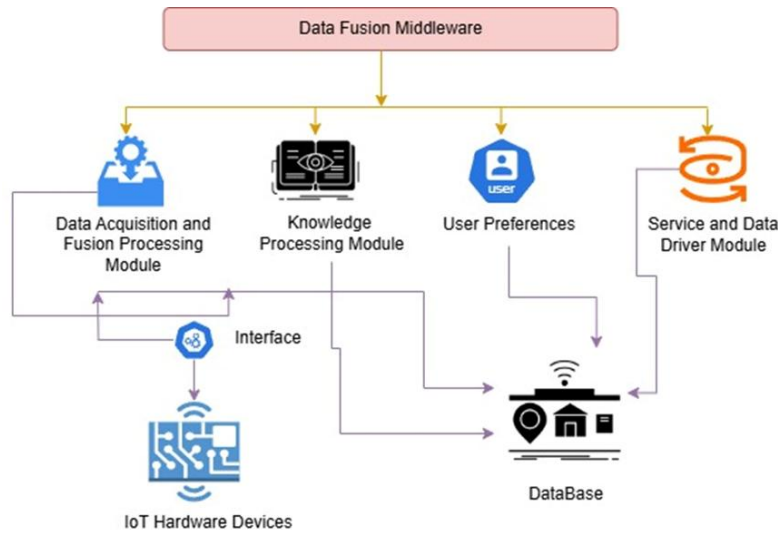 Data Fusion Middleware
user
Data Acquisition and
Fusion Processing
Module
Knowledge
Processing Module
User Preferences
Service and Data
Driver Module
Interface
DataBase
IoT Hardware Devices